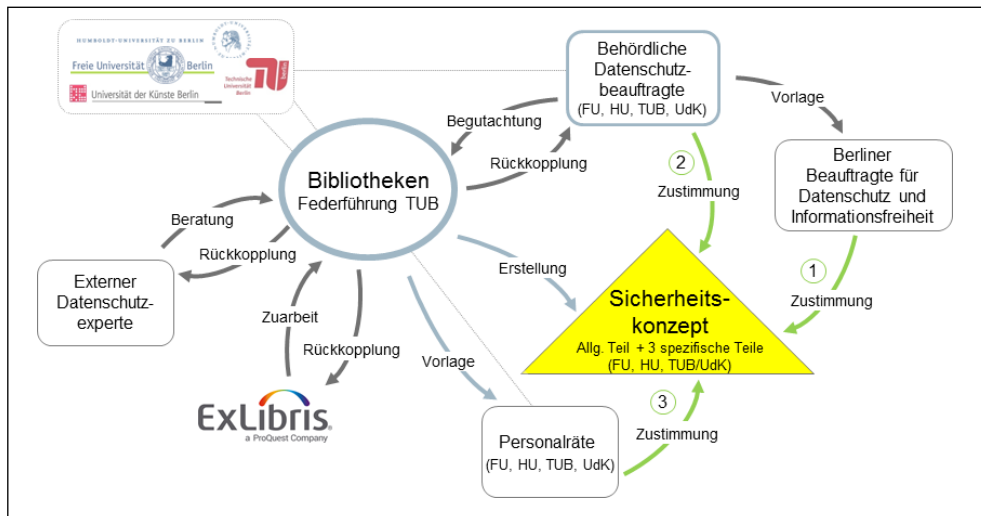 HUMBOLDT-UNIVERSITÄT ZU BERLIN
Freie Universität Berlin
Universität der Künste Berlin
Technische
Universität
Berlin
berlin
Behördliche
Datenschutz-
beauftragte
(FU, HU, TUB, UdK)
Vorlage
Begutachtung
Rückkopplung
2
Zustimmung
Berliner
Beauftragte für
Datenschutz und
Informationsfreiheit
Bibliotheken
Federführung TUB
Beratung
Rückkopplung
Externer
Datenschutz-
experte
Erstellung
1
Zustimmung
Sicherheits-
konzept
Allg. Teil + 3 spezifische Teile
(FU, HU, TUB/UdK)
Zuarbeit
Rückkopplung
Vorlage
ExLibris®
a ProQuest Company
3
Zustimmung
Personalräte
(FU, HU, TUB, UdK)